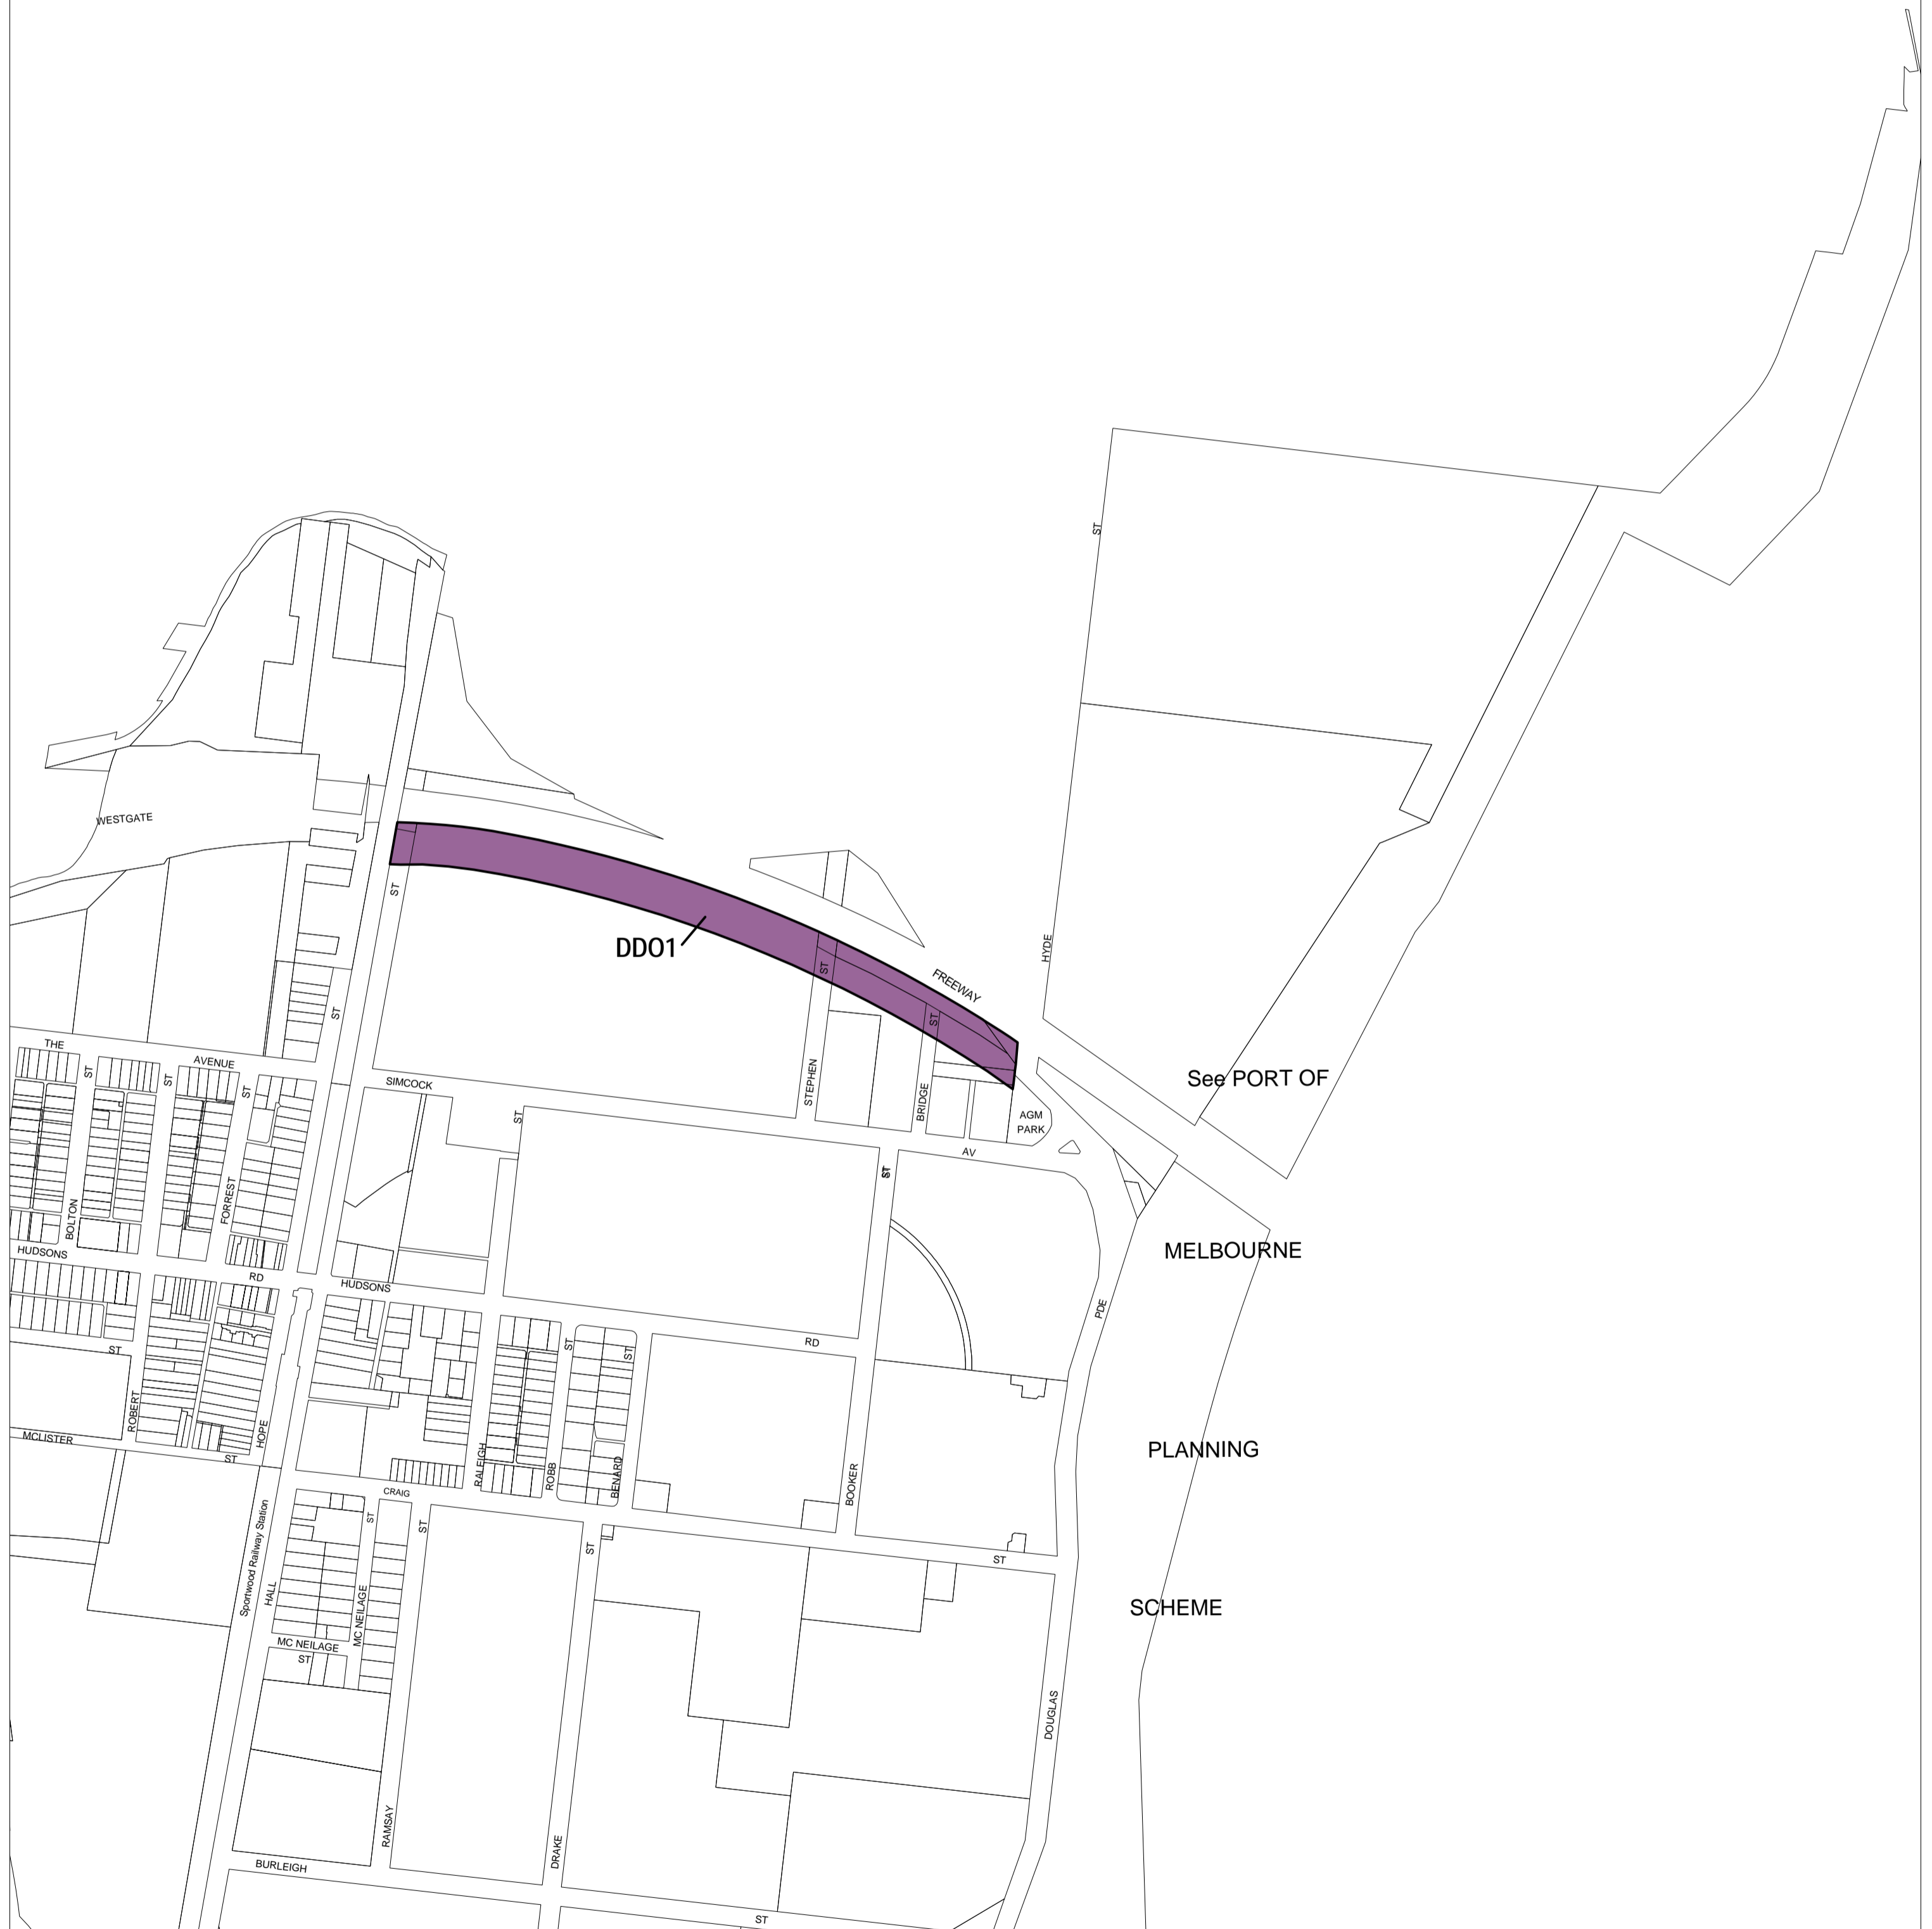 ST
WESTGATE
ST
DDO1
ST
FREEWAY
HYDE
ST
ST
THE
AVENUE
ST
ST
ST
SIMCOCK
STEPHEN
BRIDGE
See PORT OF
AGM
PARK
ST
AV
ST
ST
BOLTON
FORREST
HUDSONS
RD
HUDSONS
MELBOURNE
PDE
RD
ST
ST
ST
ROBERT
HOPE
MCLISTER
ST
RALEIGH
ROBB
BENARD
BOOKER
PLANNING
CRAIG
ST
ST
ST
ST
Sportwood Railway Station
HALL
MC NEILAGE
MC NEILAGE
ST
SCHEME
DOUGLAS
RAMSAY
DRAKE
BURLEIGH
ST